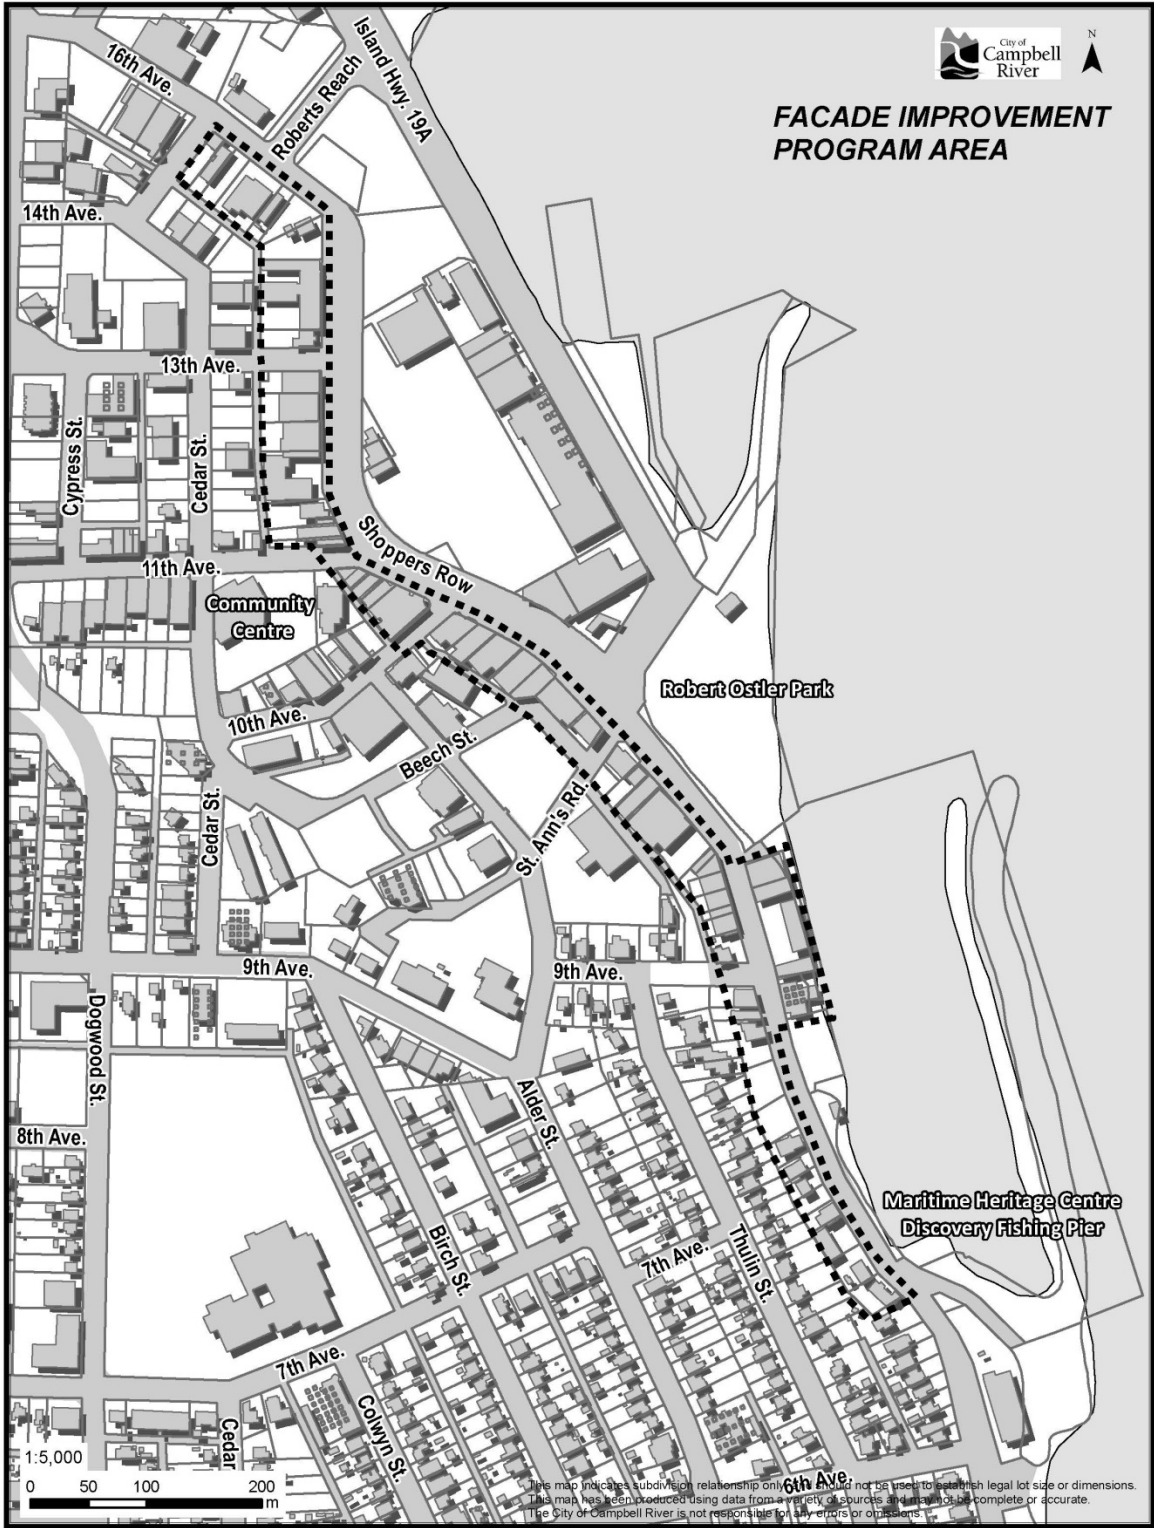 City of
Campbell
River
N
FACADE IMPROVEMENT
PROGRAM AREA
Island Hwy. 19A
16th Ave.
Roberts Reach
14th Ave.
13th Ave.
Cypress St.
Cedar St.
Shoppers Row
11th Ave.
Community
Centre
Robert Ostler Park
10th Ave.
Beech St.
St. Ann's Rd.
Cedar St.
9th Ave.
9th Ave.
Dogwood St.
Alder St.
8th Ave.
Maritime Heritage Centre
Discovery Fishing Pier
Birch St.
7th Ave.
Thulin St.
7th Ave.
Colwyn St.
Cedar
6th Ave.
1:5,000
0 50 100 200
m
This map indicates subdivision relationship only and should not be used to establish legal lot size or dimensions.
This map has been produced using data from a variety of sources and may not be complete or accurate.
The City of Campbell River is not responsible for any errors or omissions.